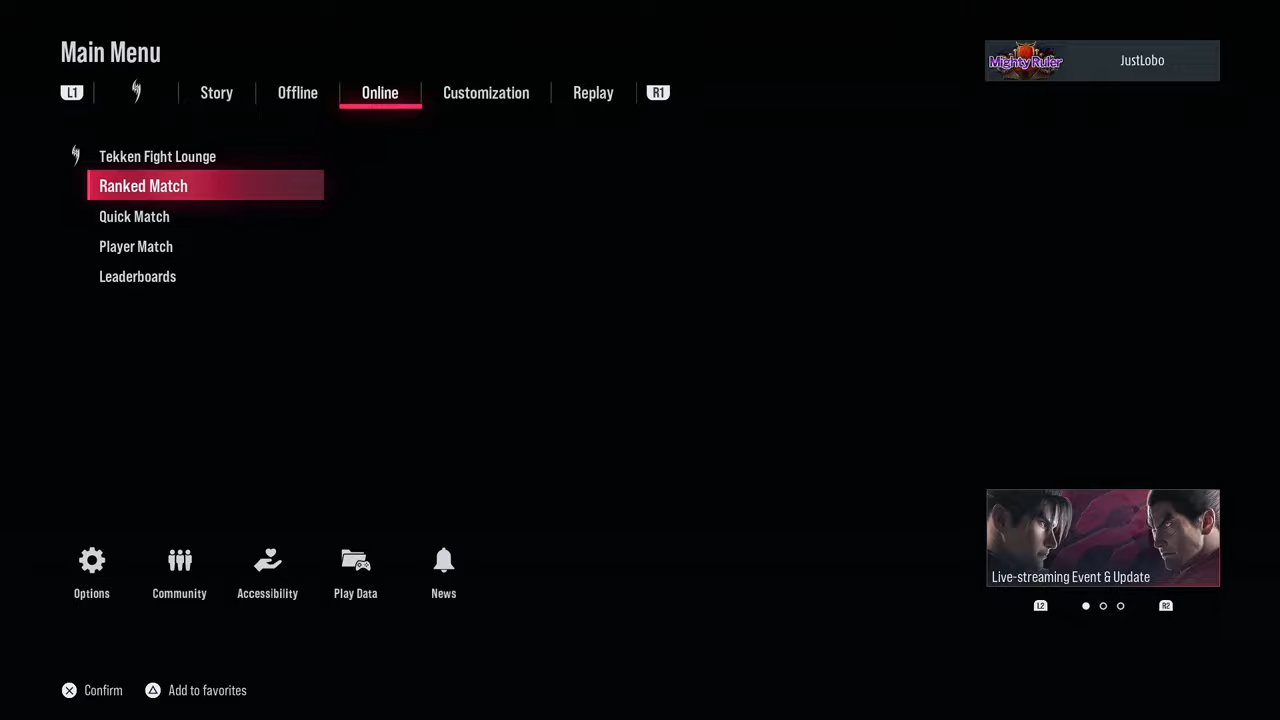 Main Menu
Mighty Ruler JustLobo
L1 Story Offline Online Customization Replay R1
Tekken Fight Lounge
Ranked Match
Quick Match
Player Match
Leaderboards
Live-streaming Event & Update
L2 R2
Options Community Accessibility Play Data News
Confirm Add to favorites